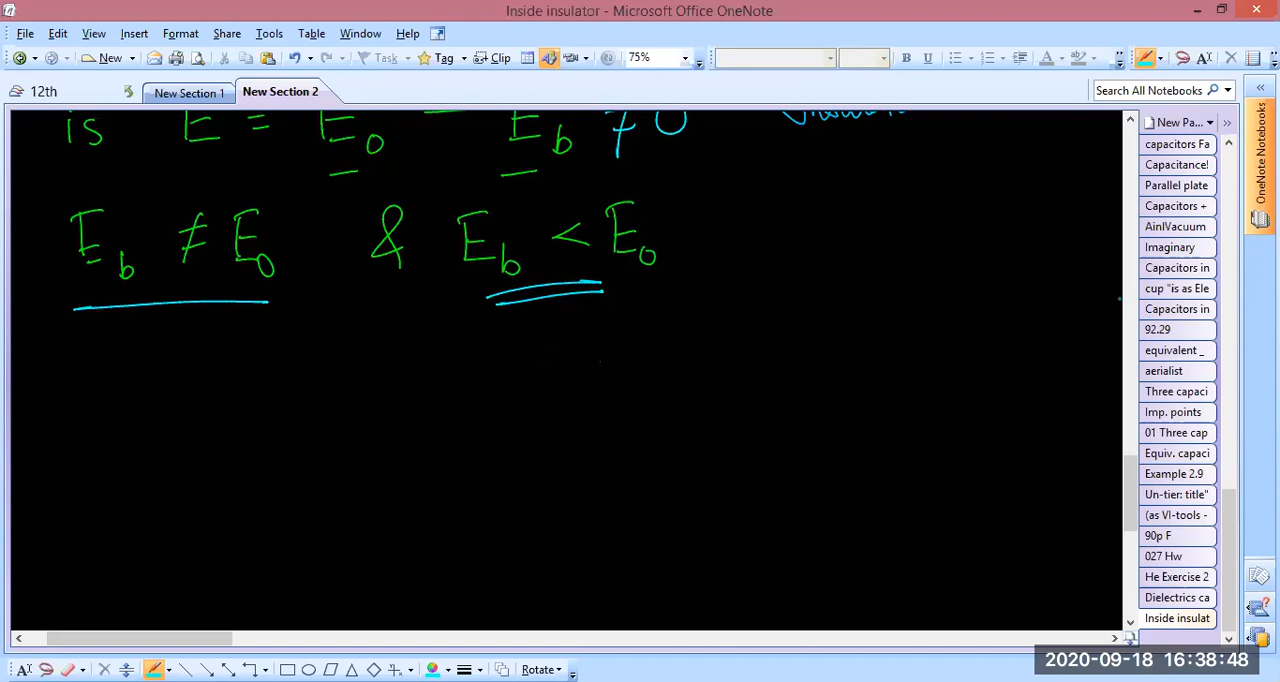 Inside insulator - Microsoft Office OneNote
File Edit View Insert Format Share Tools Table Window Help
New Task Tag Clip 75% B U
12th New Section 1 New Section 2 Search All Notebooks
is E = E₀ − E_b ≠ 0
E_b ≠ E₀ & E_b < E₀
OneNote Notebooks
New Pa...
capacitors Fa
Capacitance!
Parallel plate
Capacitors +
AinlVacuum
Imaginary
Capacitors in
cup "is as Ele
Capacitors in
92.29
equivalent _
aerialist
Three capaci
Imp. points
01 Three cap
Equiv. capaci
Example 2.9
Un-tier: title"
(as VI-tools -
90p F
027 Hw
He Exercise 2
Dielectrics ca
Inside insulat
Rotate
2020-09-18 16:38:48